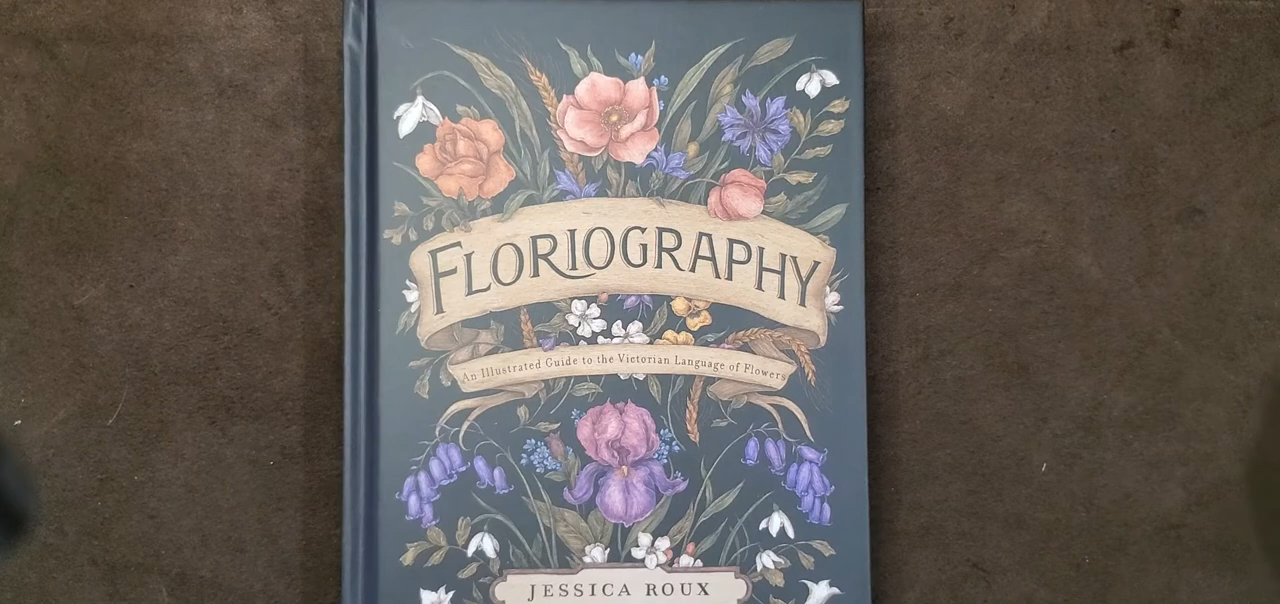 FLORIOGRAPHY
An Illustrated Guide to the Victorian Language of Flowers
JESSICA ROUX